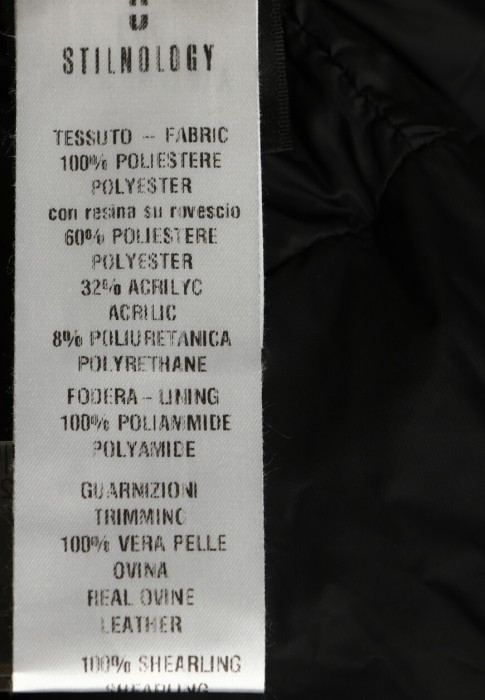 STILNOLOGY
TESSUTO - FABRIC
100% POLIESTERE
POLYESTER
con resina su rovescio
60% POLIESTERE
POLYESTER
32% ACRILYC
ACRILIC
8% POLIURETANICA
POLYRETHANE
FODERA - LINING
100% POLIAMMIDE
POLYAMIDE
GUARNIZIONI
TRIMMING
100% VERA PELLE
OVINA
REAL OVINE
LEATHER
100% SHEARLING
SHEARLING